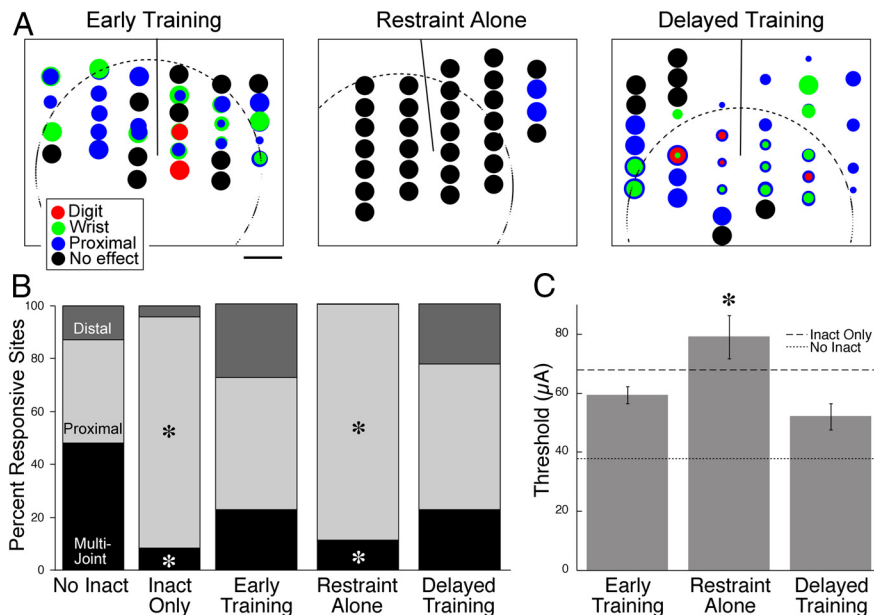 A
Early Training
Restraint Alone
Delayed Training
Digit
Wrist
Proximal
No effect
B
100
80
60
40
20
0
Percent Responsive Sites
Distal
Proximal
Multi-
Joint
*
*
*
*
No Inact
Inact
Only
Early
Training
Restraint
Alone
Delayed
Training
C
80
60
40
20
0
Threshold (µA)
*
Inact Only
No Inact
Early
Training
Restraint
Alone
Delayed
Training